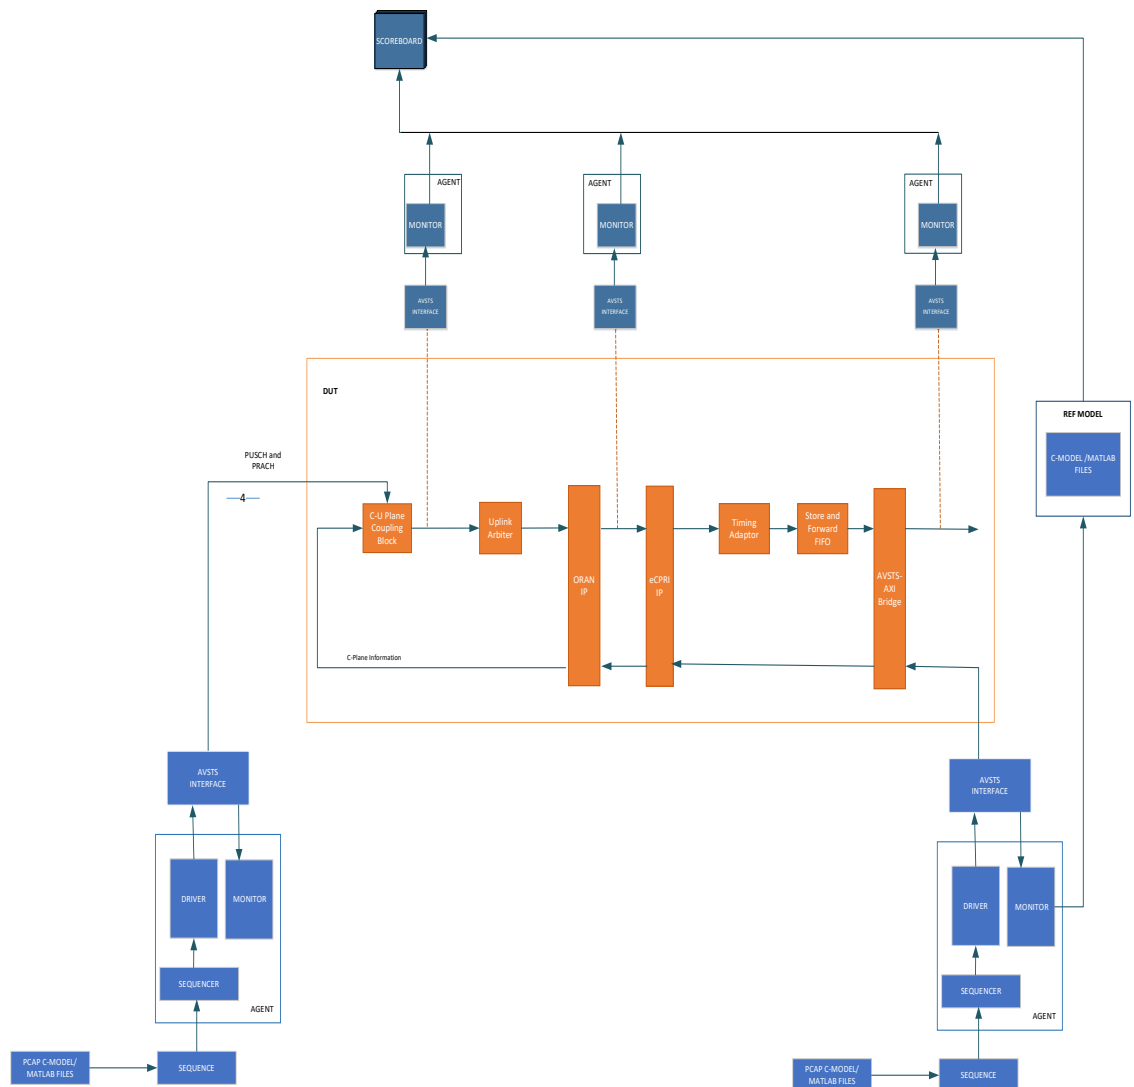 SCOREBOARD
AGENT
AGENT
AGENT
MONITOR
MONITOR
MONITOR
AVSTS
INTERFACE
AVSTS
INTERFACE
AVSTS
INTERFACE
DUT
REF MODEL
C-MODEL /MATLAB
FILES
PUSCH and
PRACH
4
C-U Plane
Coupling
Block
Uplink
Arbiter
ORAN
IP
eCPRI
IP
Timing
Adaptor
Store and
Forward
FIFO
AVSTS-
AXI
Bridge
C-Plane Information
AVSTS
INTERFACE
DRIVER
MONITOR
SEQUENCER
AGENT
PCAP C-MODEL/
MATLAB FILES
SEQUENCE
AVSTS
INTERFACE
DRIVER
MONITOR
SEQUENCER
AGENT
PCAP C-MODEL/
MATLAB FILES
SEQUENCE